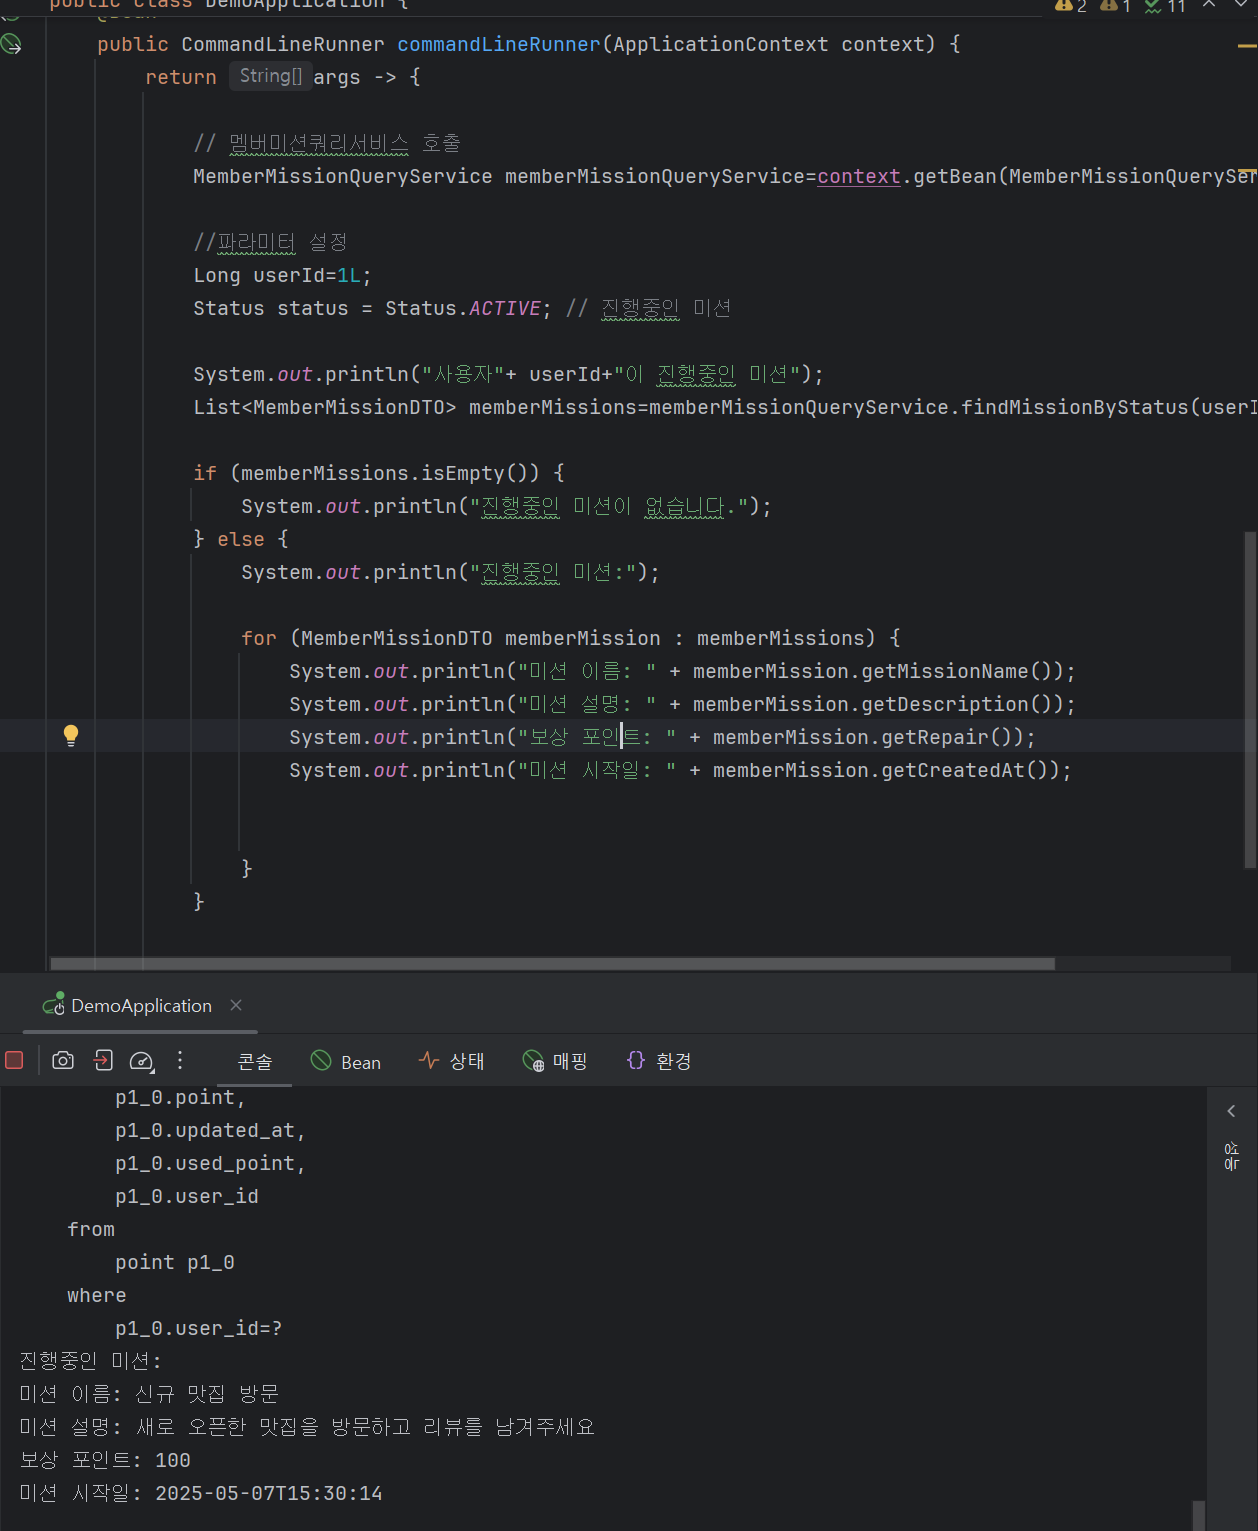 public class DemoApplication {
2 1 11
@Bean
public CommandLineRunner commandLineRunner(ApplicationContext context) {
return String[] args -> {
// 멤버미션쿼리서비스 호출
MemberMissionQueryService memberMissionQueryService=context.getBean(MemberMissionQuerySer
//파라미터 설정
Long userId=1L;
Status status = Status.ACTIVE; // 진행중인 미션
System.out.println("사용자"+ userId+"이 진행중인 미션");
List<MemberMissionDTO> memberMissions=memberMissionQueryService.findMissionByStatus(userI
if (memberMissions.isEmpty()) {
System.out.println("진행중인 미션이 없습니다.");
} else {
System.out.println("진행중인 미션:");
for (MemberMissionDTO memberMission : memberMissions) {
System.out.println("미션 이름: " + memberMission.getMissionName());
System.out.println("미션 설명: " + memberMission.getDescription());
System.out.println("보상 포인트: " + memberMission.getRepair());
System.out.println("미션 시작일: " + memberMission.getCreatedAt());
}
}
DemoApplication
콘솔 Bean 상태 매핑 환경
p1_0.point,
p1_0.updated_at,
p1_0.used_point,
p1_0.user_id
from
point p1_0
where
p1_0.user_id=?
진행중인 미션:
미션 이름: 신규 맛집 방문
미션 설명: 새로 오픈한 맛집을 방문하고 리뷰를 남겨주세요
보상 포인트: 100
미션 시작일: 2025-05-07T15:30:14
성능